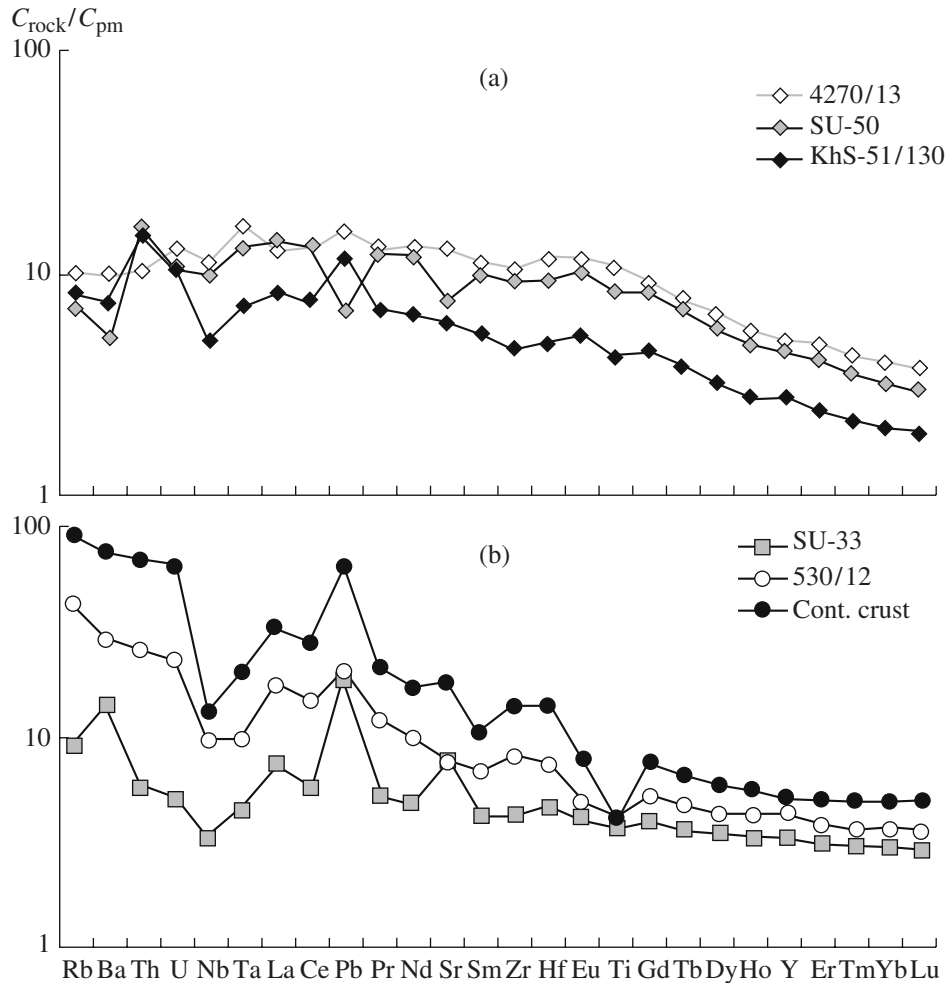 C_rock/C_pm
100
(a)
4270/13
SU-50
KhS-51/130
10
1
100
(b)
SU-33
530/12
Cont. crust
10
1
Rb Ba Th U Nb Ta La Ce Pb Pr Nd Sr Sm Zr Hf Eu Ti Gd Tb Dy Ho Y Er Tm Yb Lu